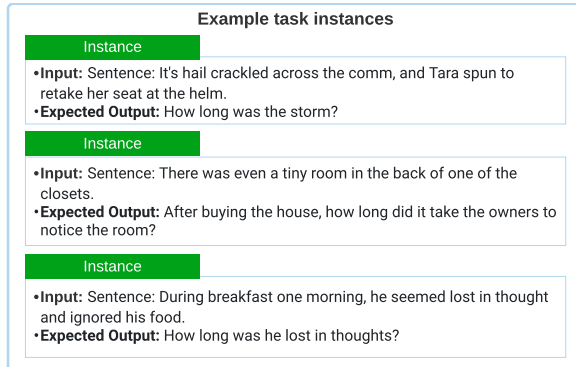 Example task instances
Instance
•Input: Sentence: It's hail crackled across the comm, and Tara spun to
retake her seat at the helm.
•Expected Output: How long was the storm?
Instance
•Input: Sentence: There was even a tiny room in the back of one of the
closets.
•Expected Output: After buying the house, how long did it take the owners to
notice the room?
Instance
•Input: Sentence: During breakfast one morning, he seemed lost in thought
and ignored his food.
•Expected Output: How long was he lost in thoughts?